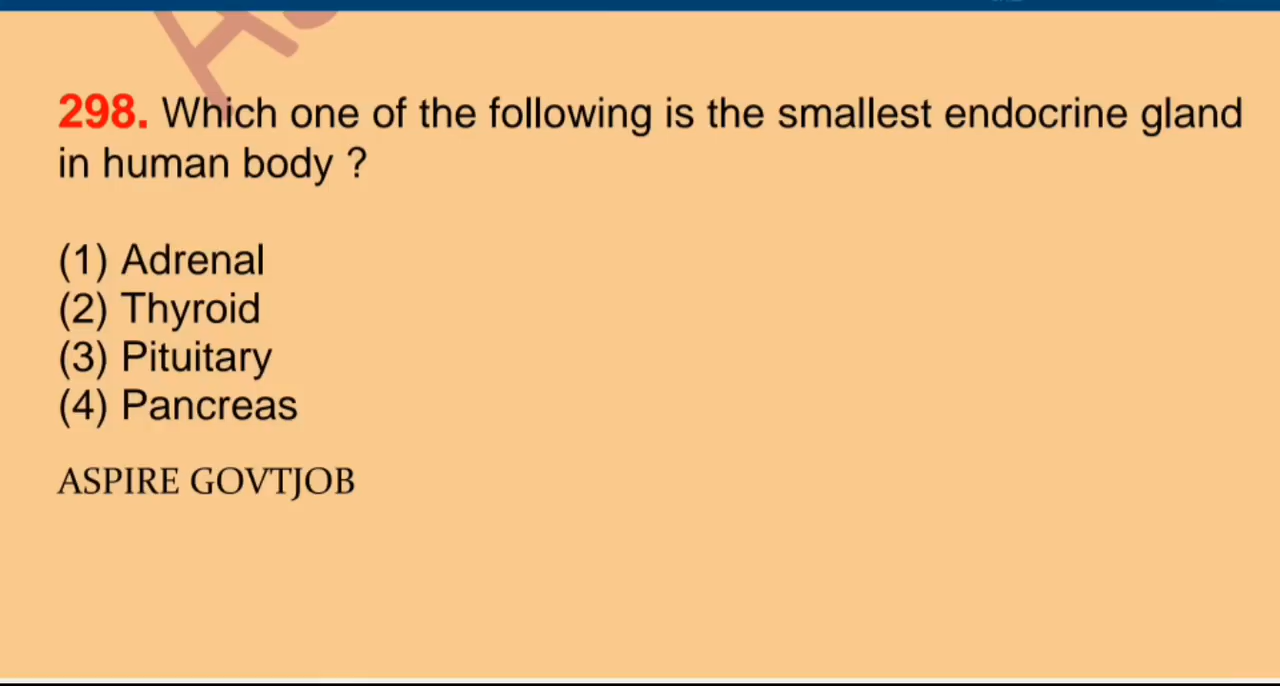 298. Which one of the following is the smallest endocrine gland
in human body ?
(1) Adrenal
(2) Thyroid
(3) Pituitary
(4) Pancreas
ASPIRE GOVTJOB